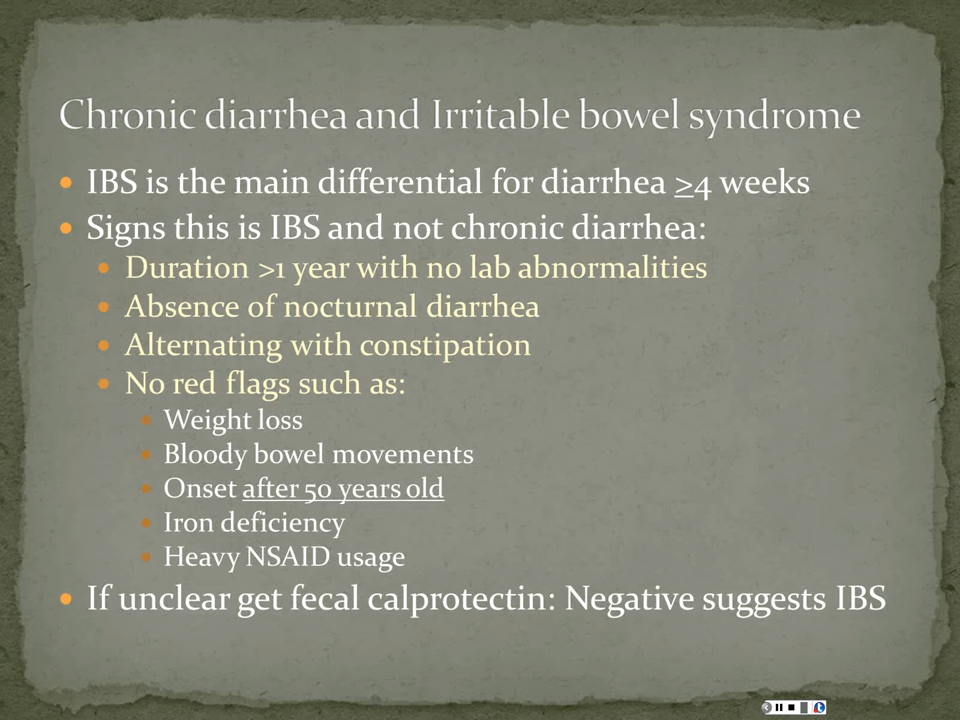 Chronic diarrhea and Irritable bowel syndrome
IBS is the main differential for diarrhea ≥4 weeks
Signs this is IBS and not chronic diarrhea:
Duration >1 year with no lab abnormalities
Absence of nocturnal diarrhea
Alternating with constipation
No red flags such as:
Weight loss
Bloody bowel movements
Onset after 50 years old
Iron deficiency
Heavy NSAID usage
If unclear get fecal calprotectin: Negative suggests IBS